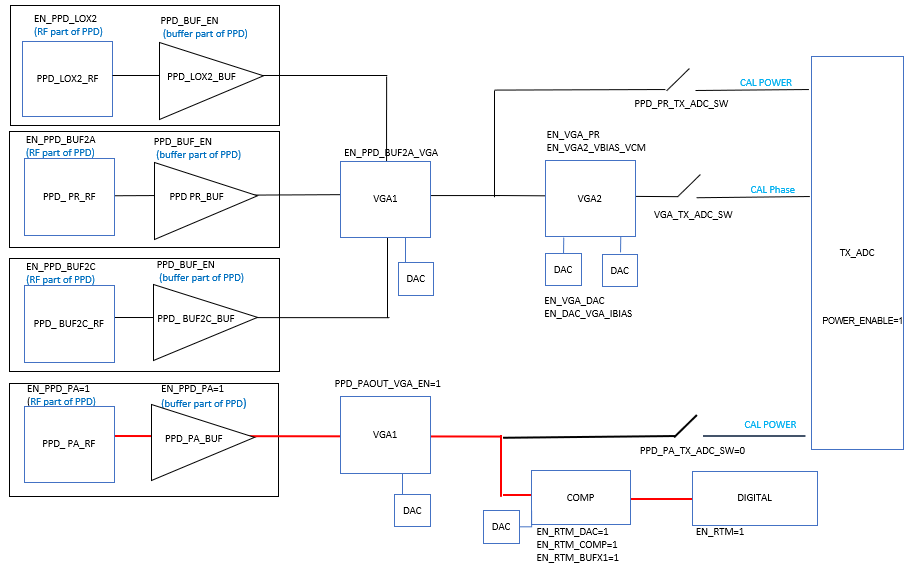 EN_PPD_LOX2
(RF part of PPD)
PPD_BUF_EN
(buffer part of PPD)
PPD_LOX2_RF
PPD_LOX2_BUF
EN_PPD_BUF2A
(RF part of PPD)
PPD_BUF_EN
(buffer part of PPD)
PPD_ PR_RF
PPD PR_BUF
EN_PPD_BUF2A_VGA
VGA1
DAC
EN_VGA_PR
EN_VGA2_VBIAS_VCM
VGA2
DAC
DAC
EN_VGA_DAC
EN_DAC_VGA_IBIAS
PPD_PR_TX_ADC_SW
CAL POWER
VGA_TX_ADC_SW
CAL Phase
TX_ADC
POWER_ENABLE=1
EN_PPD_BUF2C
(RF part of PPD)
PPD_BUF_EN
(buffer part of PPD)
PPD_ BUF2C_RF
PPD_ BUF2C_BUF
EN_PPD_PA=1
(RF part of PPD)
EN_PPD_PA=1
(buffer part of PPD)
PPD_ PA_RF
PPD_PA_BUF
PPD_PAOUT_VGA_EN=1
VGA1
DAC
PPD_PA_TX_ADC_SW=0
CAL POWER
COMP
DAC
EN_RTM_DAC=1
EN_RTM_COMP=1
EN_RTM_BUFX1=1
DIGITAL
EN_RTM=1